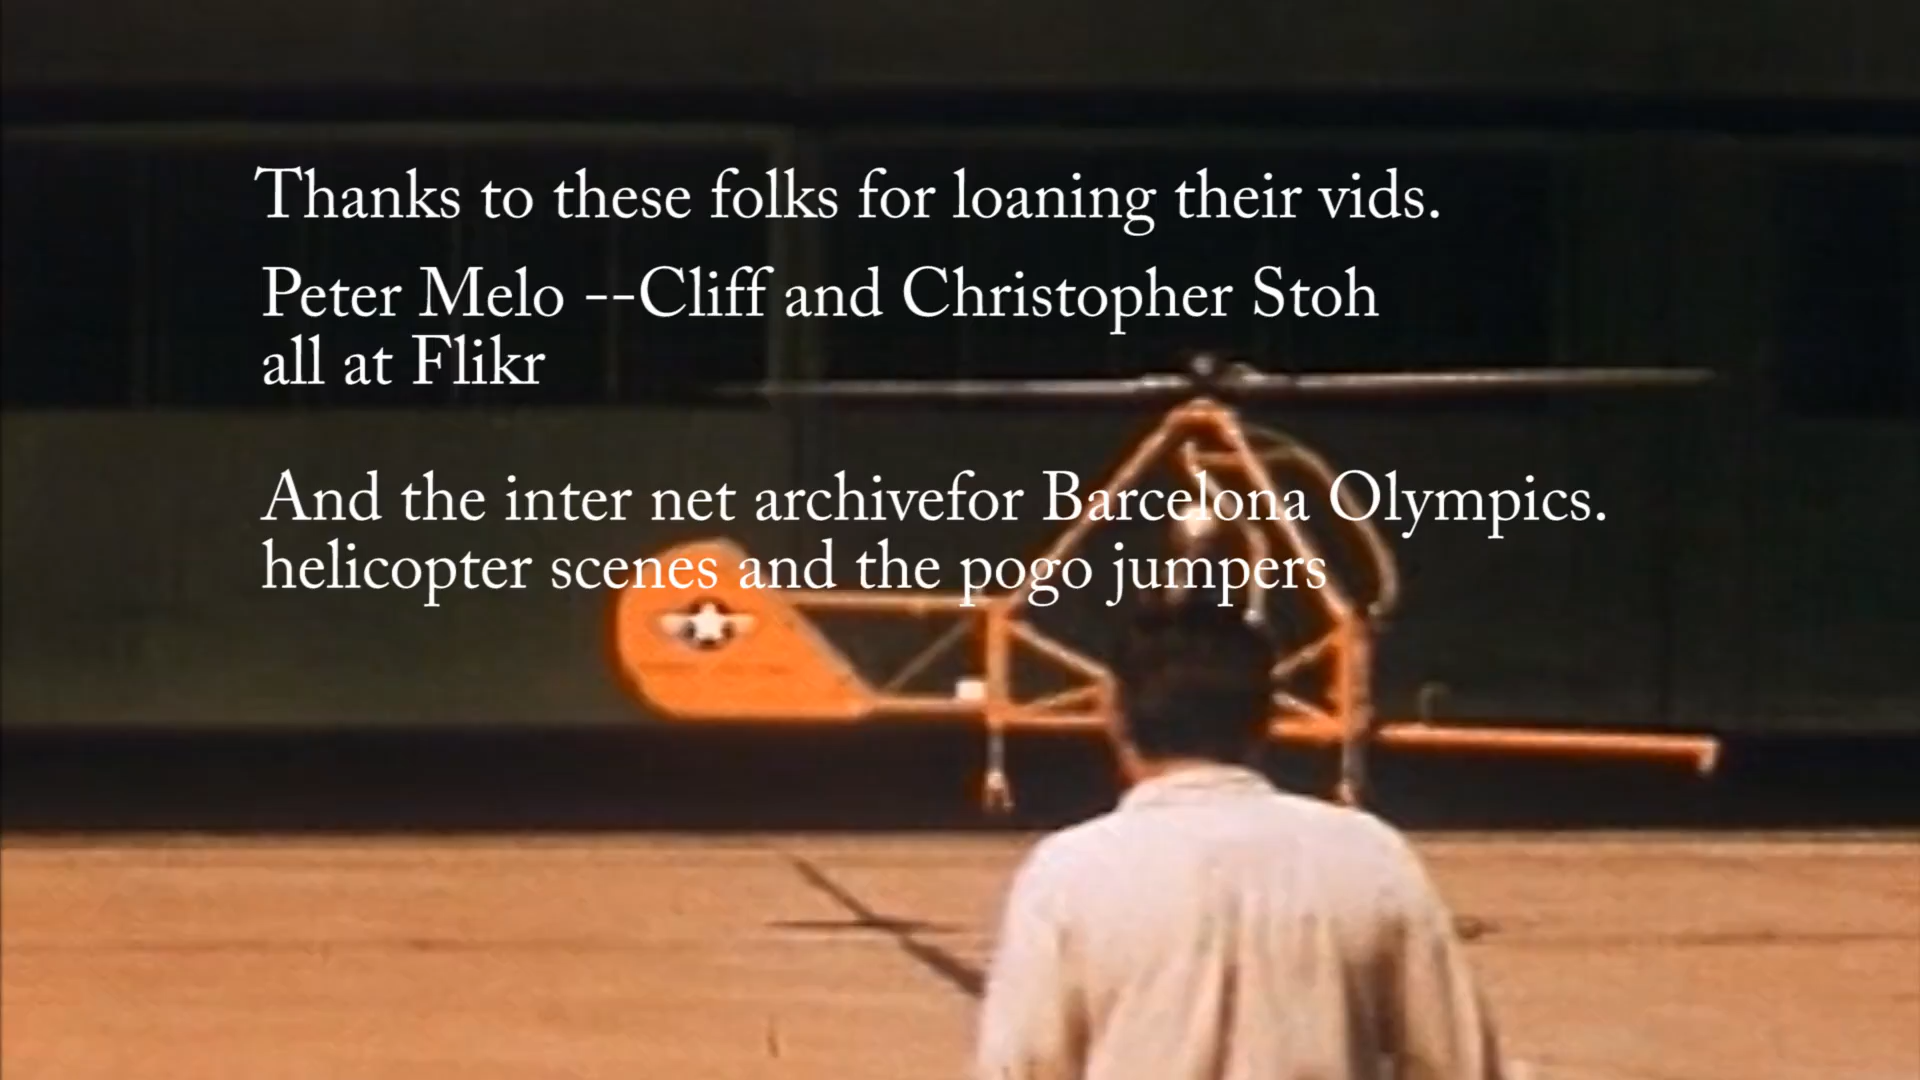 Thanks to these folks for loaning their vids.
Peter Melo --Cliff and Christopher Stoh
all at Flikr
And the inter net archivefor Barcelona Olympics.
helicopter scenes and the pogo jumpers